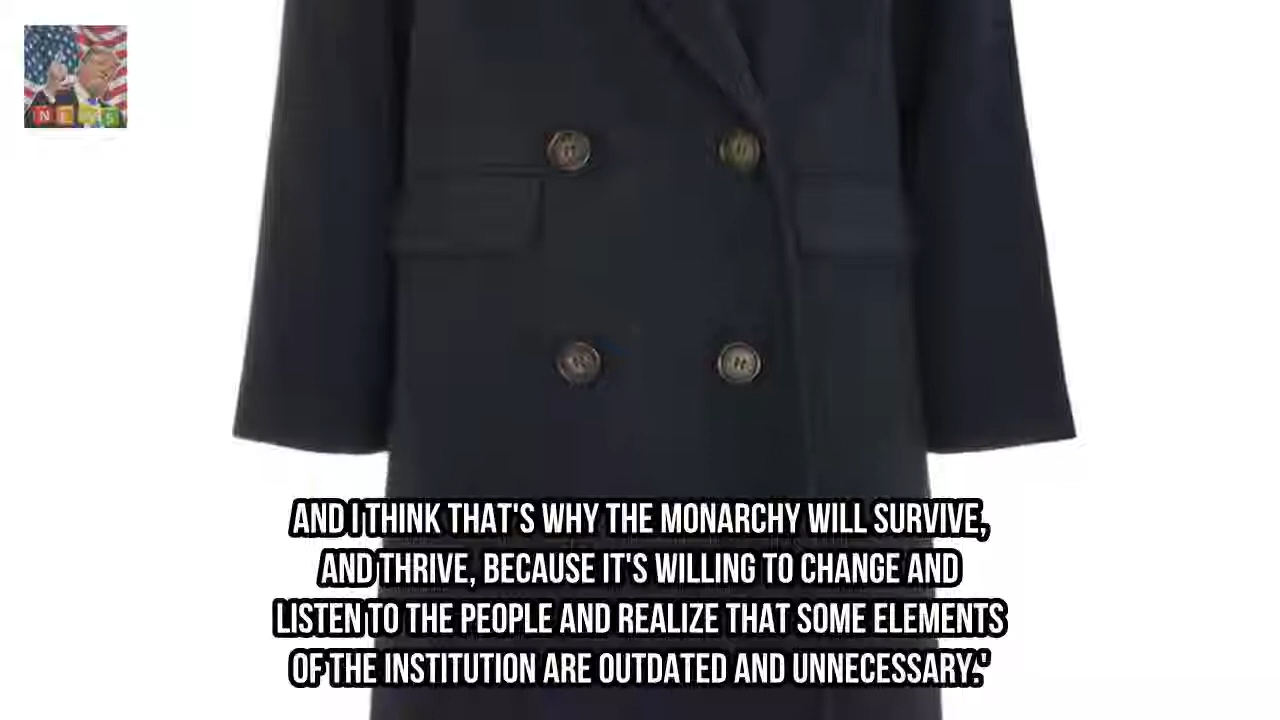 NEWS
AND I THINK THAT'S WHY THE MONARCHY WILL SURVIVE,
AND THRIVE, BECAUSE IT'S WILLING TO CHANGE AND
LISTEN TO THE PEOPLE AND REALIZE THAT SOME ELEMENTS
OF THE INSTITUTION ARE OUTDATED AND UNNECESSARY.'